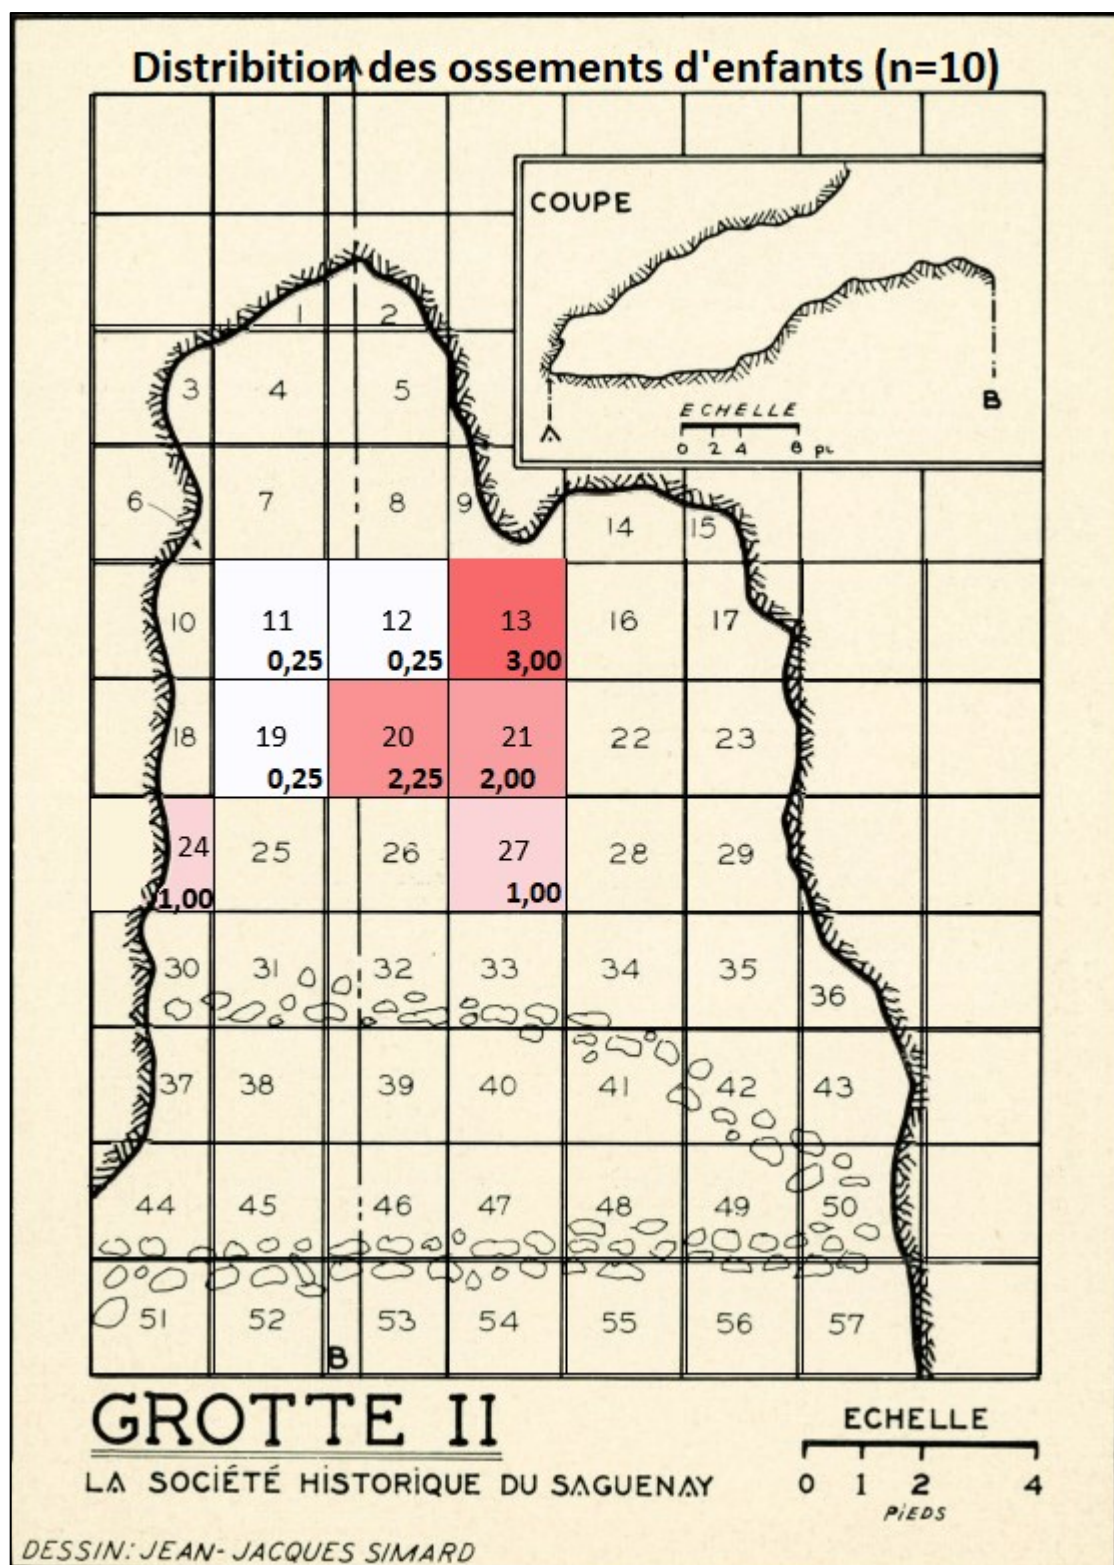 Distribition des ossements d'enfants (n=10)
COUPE
1 2
3 4 5
A B
ECHELLE
0 2 4 8 PI.
6 7 8 9 14 15
10 11 12 13 16 17
0,25 0,25 3,00
18 19 20 21 22 23
0,25 2,25 2,00
24 25 26 27 28 29
1,00 1,00
30 31 32 33 34 35 36
37 38 39 40 41 42 43
44 45 46 47 48 49 50
51 52 53 54 55 56 57
B
GROTTE II
LA SOCIÉTÉ HISTORIQUE DU SAGUENAY
ECHELLE
0 1 2 4
PIEDS
DESSIN: JEAN-JACQUES SIMARD